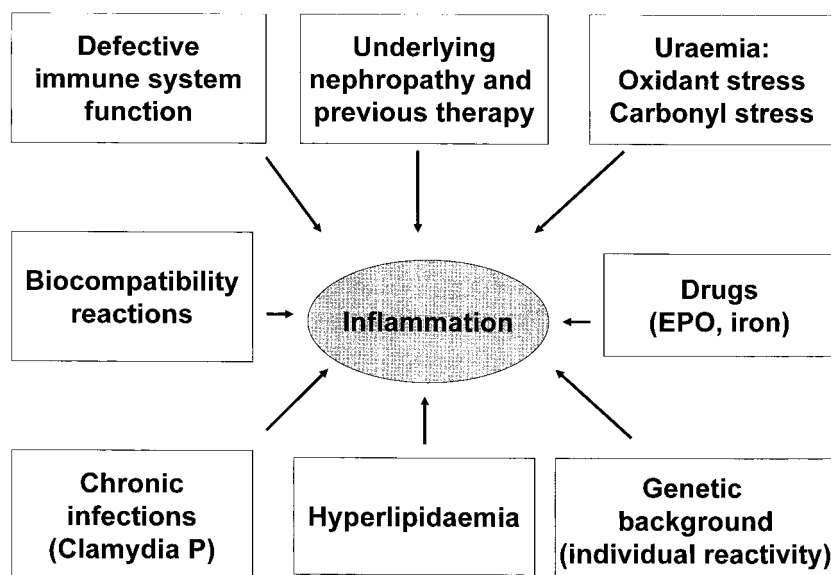 Defective
immune system
function
Underlying
nephropathy and
previous therapy
Uraemia:
Oxidant stress
Carbonyl stress
Biocompatibility
reactions
Inflammation
Drugs
(EPO, iron)
Chronic
infections
(Clamydia P)
Hyperlipidaemia
Genetic
background
(individual reactivity)